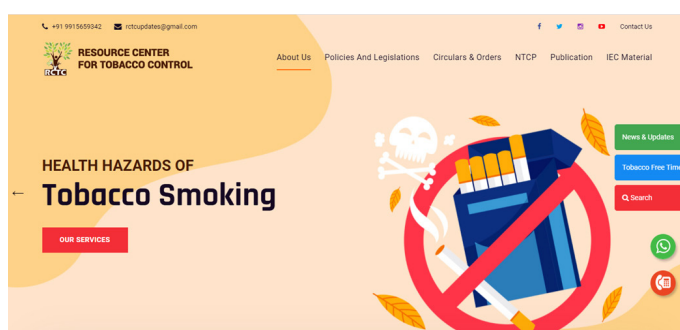 +91 9915659342 rctcupdates@gmail.com Contact Us
RESOURCE CENTER
FOR TOBACCO CONTROL
RCTC
About Us Policies And Legislations Circulars & Orders NTCP Publication IEC Material
News & Updates
Tobacco Free Time
Search
HEALTH HAZARDS OF
Tobacco Smoking
OUR SERVICES